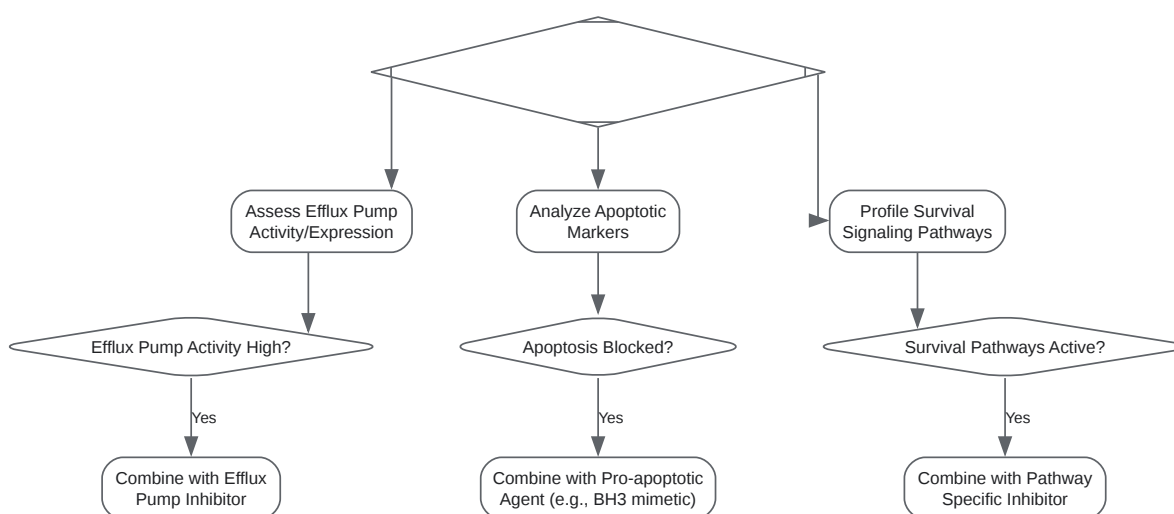 Assess Efflux Pump
Activity/Expression
Analyze Apoptotic
Markers
Profile Survival
Signaling Pathways
Efflux Pump Activity High?
Apoptosis Blocked?
Survival Pathways Active?
Yes
Yes
Yes
Combine with Efflux
Pump Inhibitor
Combine with Pro-apoptotic
Agent (e.g., BH3 mimetic)
Combine with Pathway
Specific Inhibitor